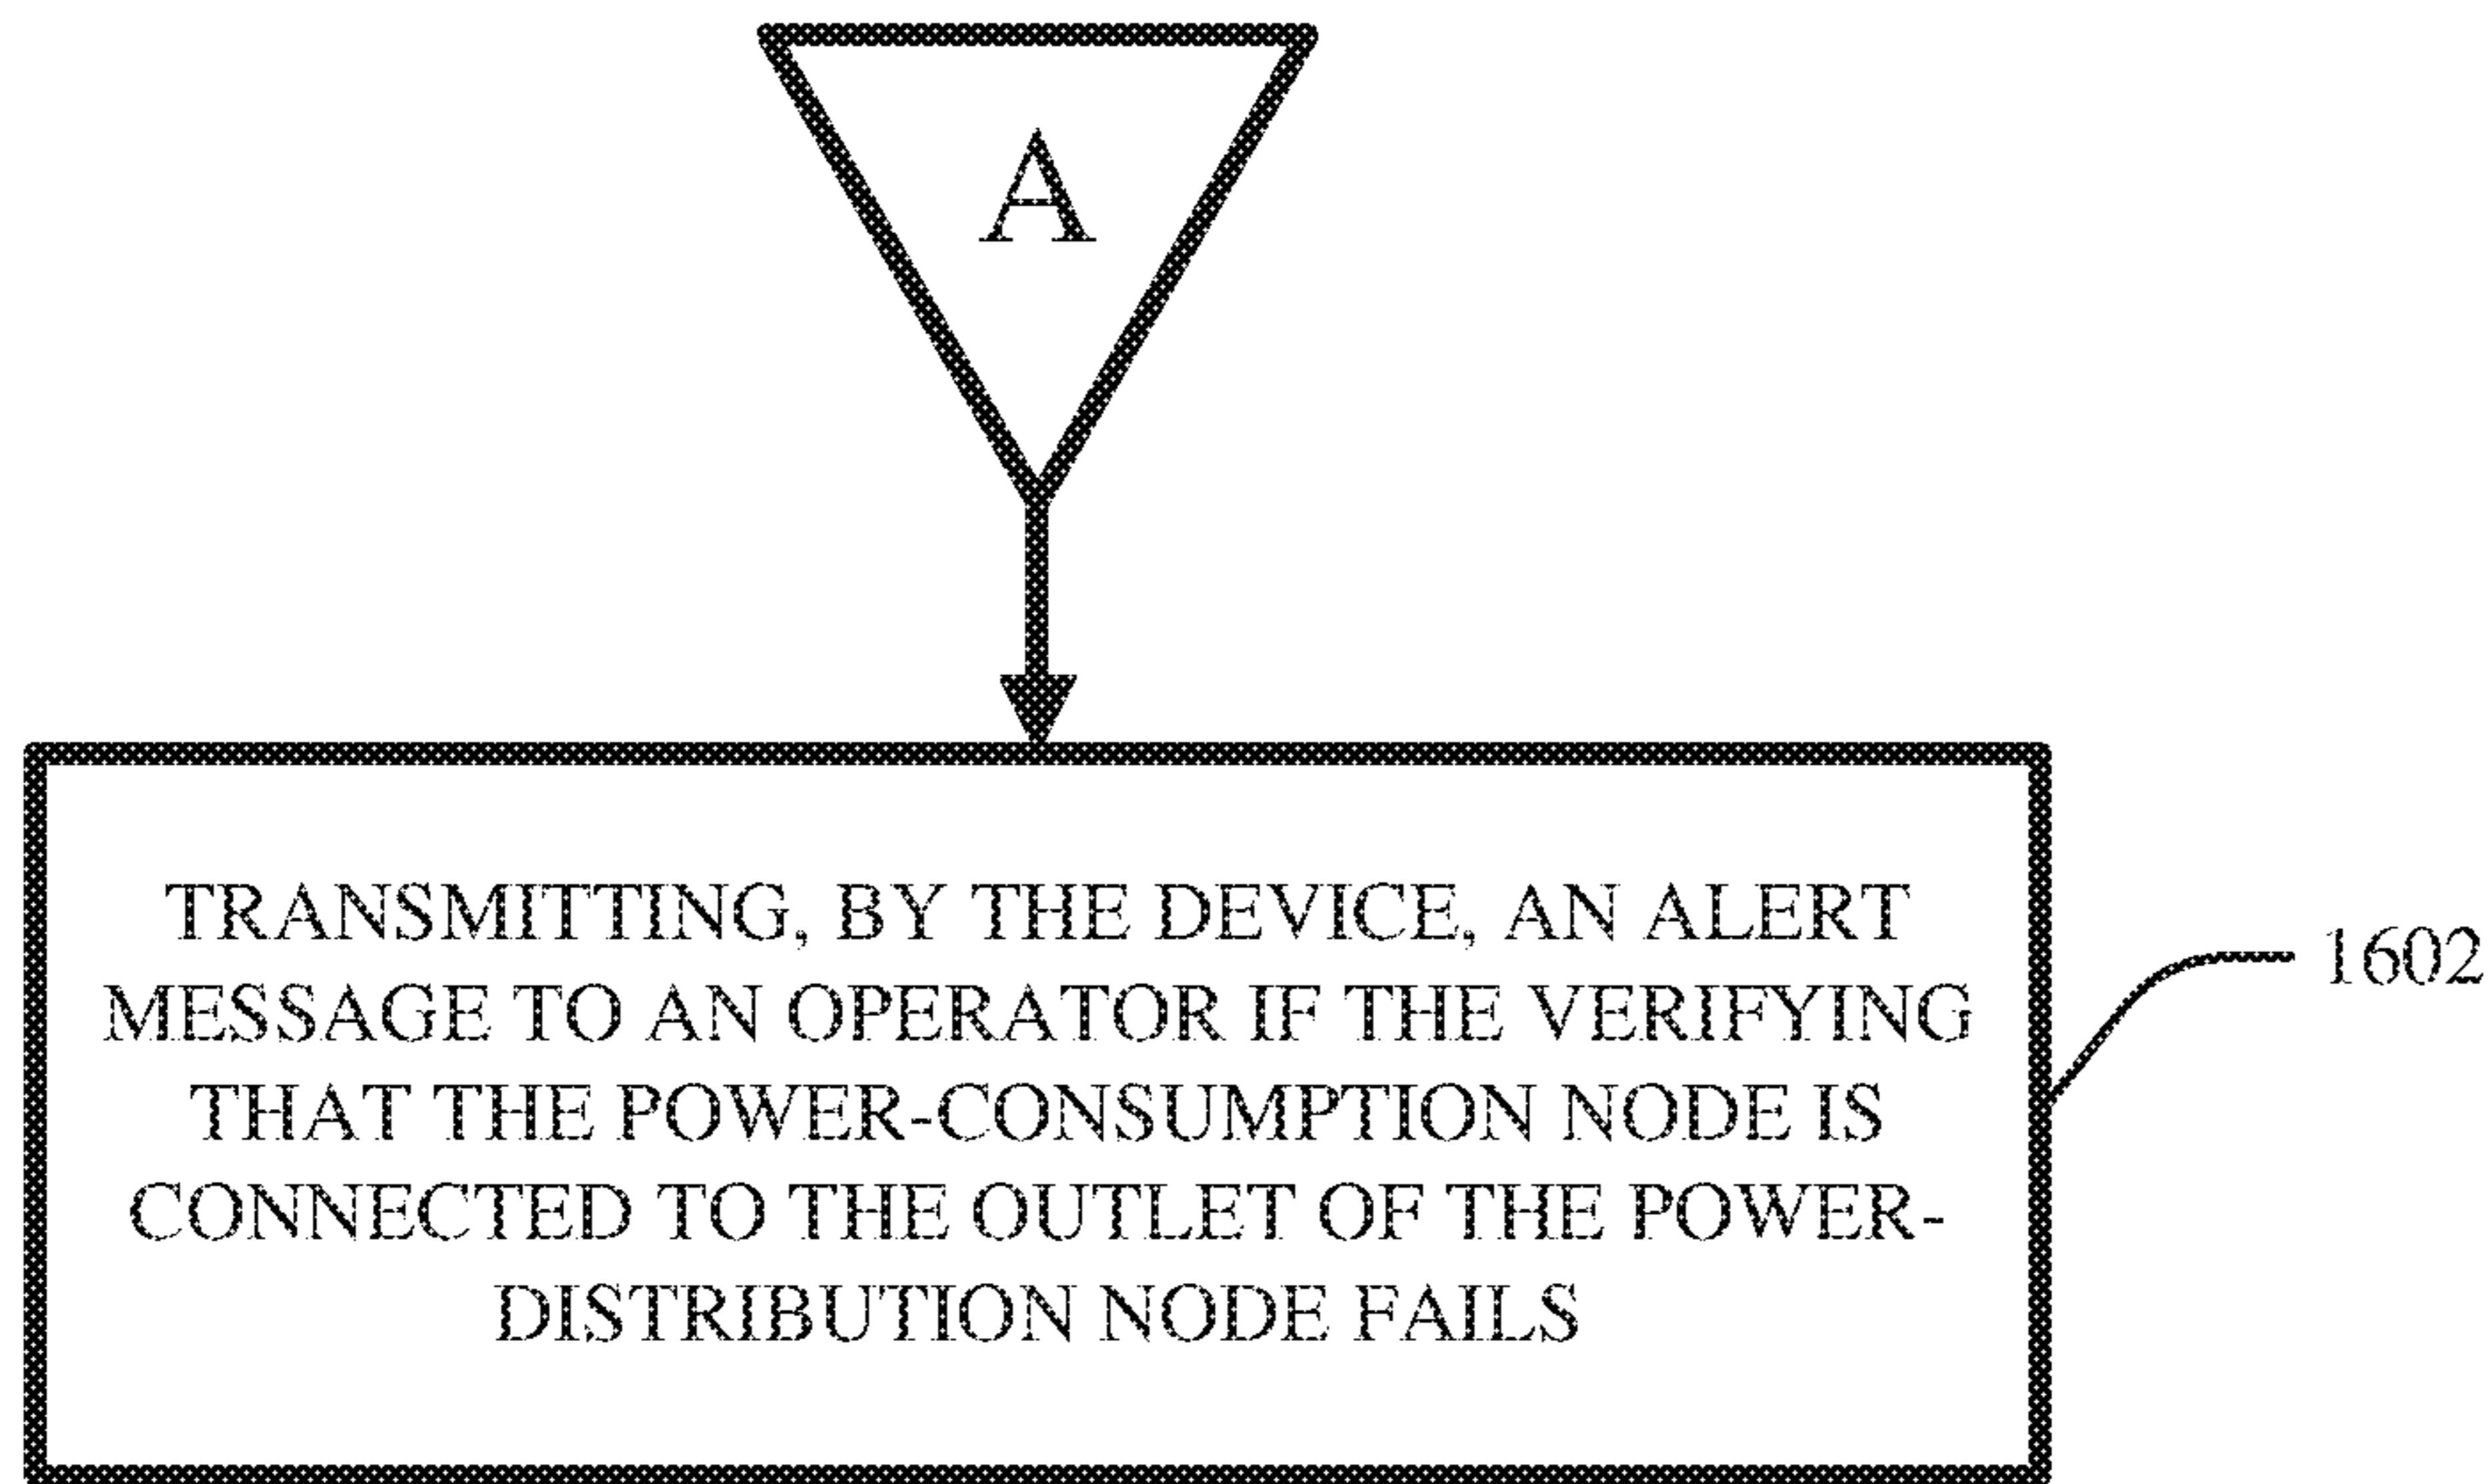 A
TRANSMITTING, BY THE DEVICE, AN ALERT
MESSAGE TO AN OPERATOR IF THE VERIFYING
THAT THE POWER-CONSUMPTION NODE IS
CONNECTED TO THE OUTLET OF THE POWER-
DISTRIBUTION NODE FAILS
1602